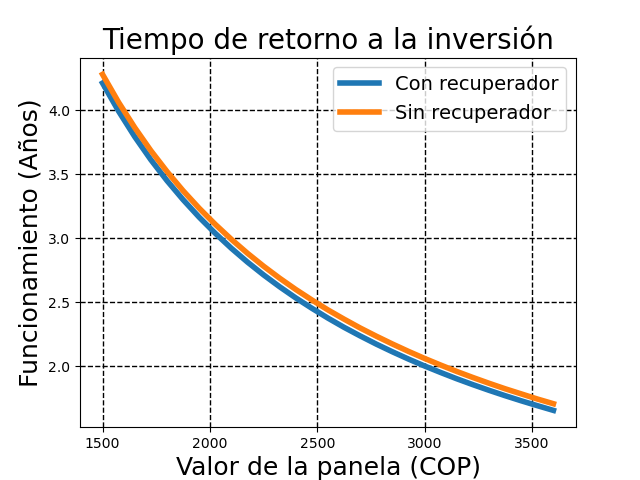 Tiempo de retorno a la inversión
Con recuperador
Sin recuperador
Funcionamiento (Años)
4.0
3.5
3.0
2.5
2.0
1500 2000 2500 3000 3500
Valor de la panela (COP)